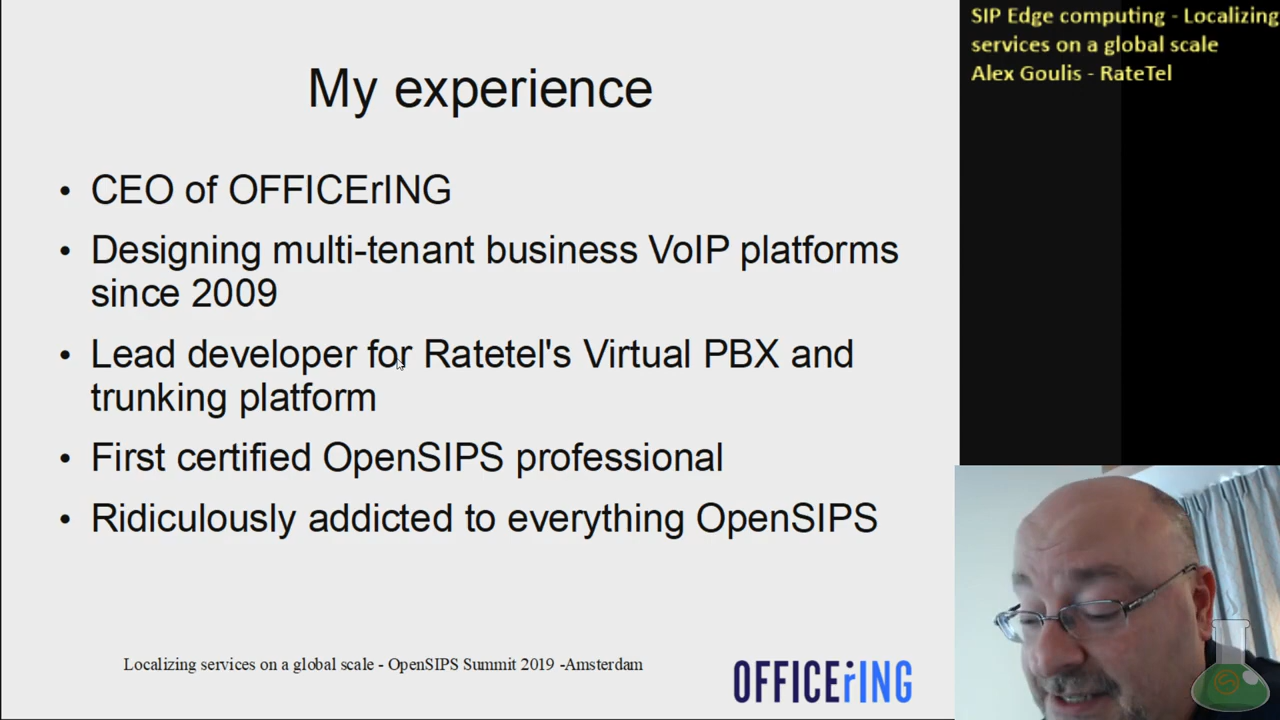 My experience
• CEO of OFFICErING
• Designing multi-tenant business VoIP platforms
since 2009
• Lead developer for Ratetel's Virtual PBX and
trunking platform
• First certified OpenSIPS professional
• Ridiculously addicted to everything OpenSIPS
Localizing services on a global scale - OpenSIPS Summit 2019 -Amsterdam
OFFICErING
SIP Edge computing - Localizing
services on a global scale
Alex Goulis - RateTel